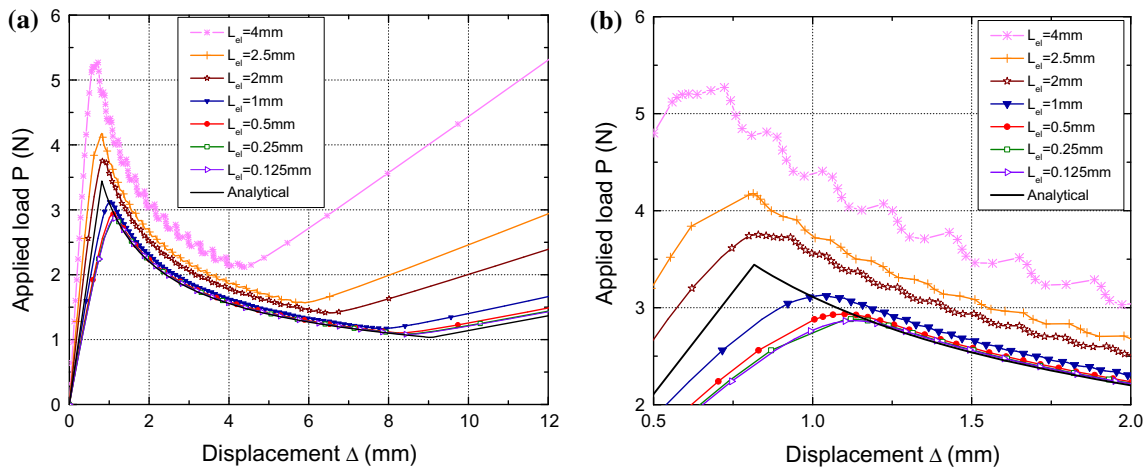 (a)
6
5
4
3
2
1
0
0 2 4 6 8 10 12
Applied load P (N)
Displacement Δ (mm)
L_el=4mm
L_el=2.5mm
L_el=2mm
L_el=1mm
L_el=0.5mm
L_el=0.25mm
L_el=0.125mm
Analytical
(b)
6
5
4
3
2
0.5 1.0 1.5 2.0
Applied load P (N)
Displacement Δ (mm)
L_el=4mm
L_el=2.5mm
L_el=2mm
L_el=1mm
L_el=0.5mm
L_el=0.25mm
L_el=0.125mm
Analytical